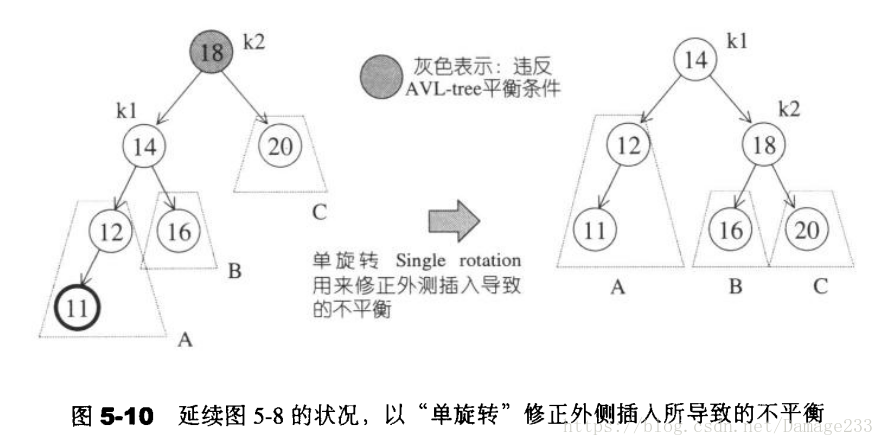 18 k2
k1
14
20
C
12
16
B
11
A
灰色表示：违反
AVL-tree平衡条件
单旋转 Single rotation
用来修正外测插入导致
的不平衡
k1
14
k2
12
18
11
16
20
A
B
C
图 5-10 延续图 5-8 的状况，以“单旋转”修正外侧插入所导致的不平衡
https://blog.csdn.net/Damage233